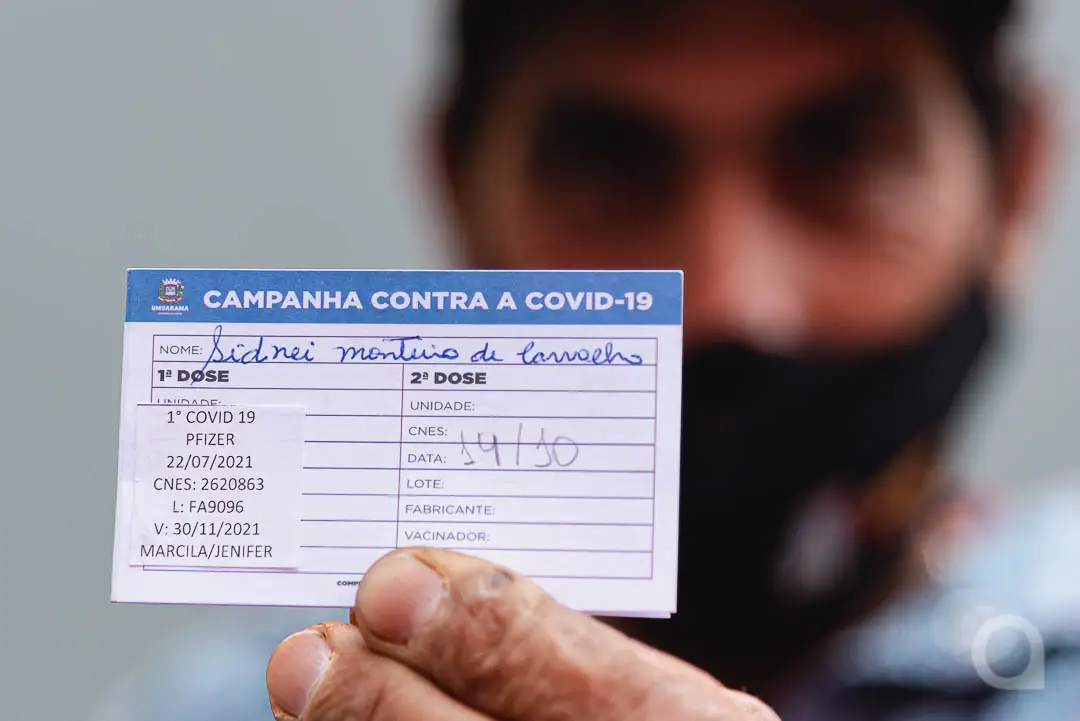 UMUARAMA
CAMPANHA CONTRA A COVID-19
NOME: Sidnei Monteiro de Carvalho
1ª DOSE
UNIDADE:
1° COVID 19
PFIZER
22/07/2021
CNES: 2620863
L: FA9096
V: 30/11/2021
MARCILA/JENIFER
2ª DOSE
UNIDADE:
CNES:
DATA: 14/10
LOTE:
FABRICANTE:
VACINADOR: